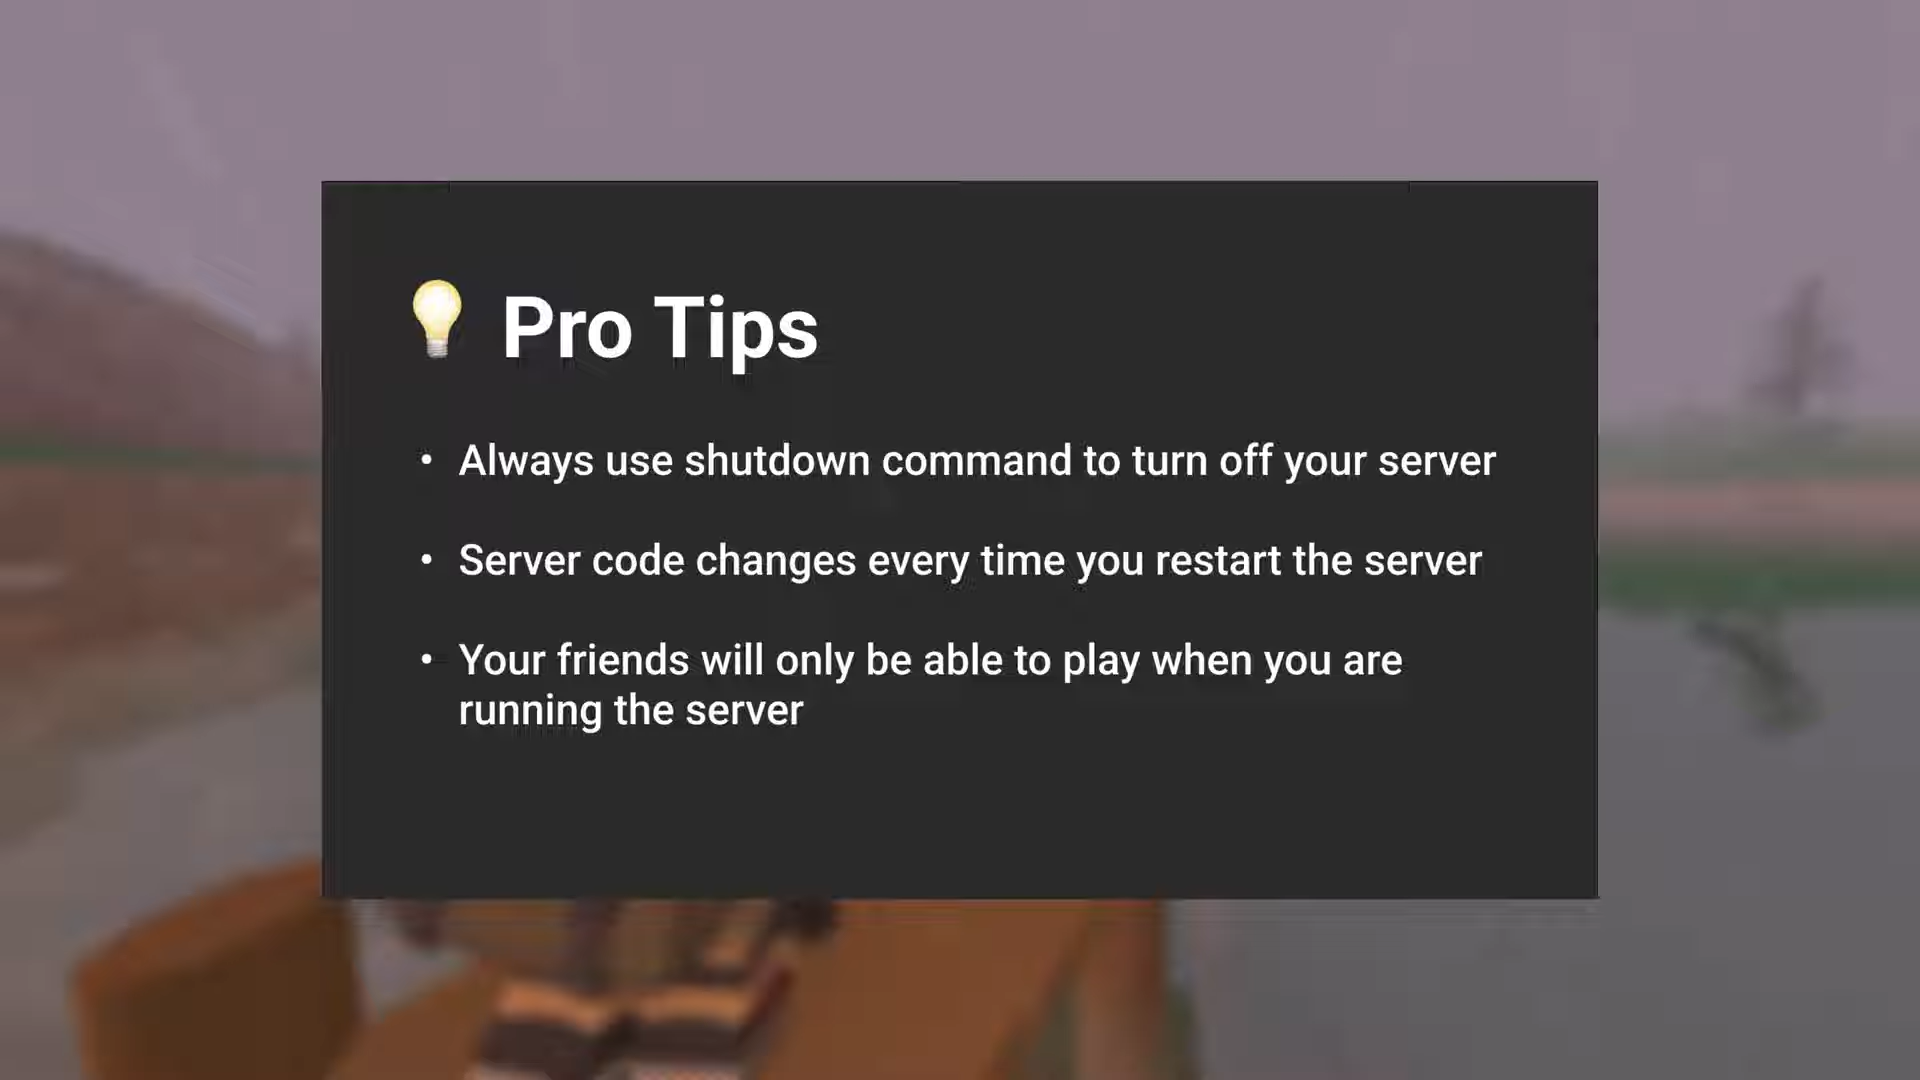 Pro Tips
• Always use shutdown command to turn off your server
• Server code changes every time you restart the server
• Your friends will only be able to play when you are
running the server